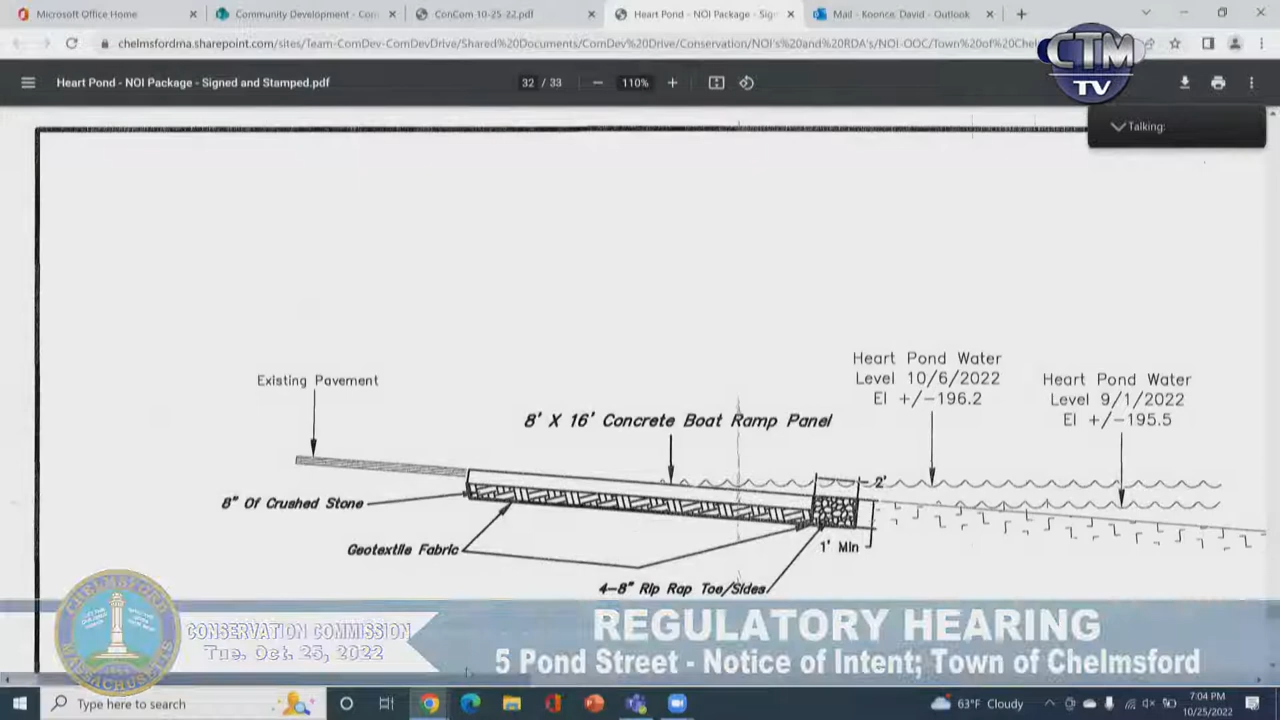 Microsoft Office Home
Community Development - Con
ConCom 10-25-22.pdf
Heart Pond - NOI Package - Sig
Mail - Koonce, David - Outlook
chelmsfordma.sharepoint.com/sites/Team-ComDev-DevDrive/Shared%20Documents/ComDev%20Drive/Conservation/NOI's%20and%20RDA's/NOI-OOC/Town%20of%20Chel
CTM
TV
Heart Pond - NOI Package - Signed and Stamped.pdf
32 / 33
110%
Talking:
Heart Pond Water
Level 10/6/2022
El +/-196.2
Heart Pond Water
Level 9/1/2022
El +/-195.5
Existing Pavement
8' X 16' Concrete Boat Ramp Panel
2'
8" Of Crushed Stone
Geotextile Fabric
1' Min
4-8" Rip Rap Toe/Sides
CHELMSFORD
MASSACHUSETTS
CONSERVATION COMMISSION
Tue. Oct. 25, 2022
REGULATORY HEARING
5 Pond Street - Notice of Intent; Town of Chelmsford
Type here to search
63°F Cloudy
7:04 PM
10/25/2022